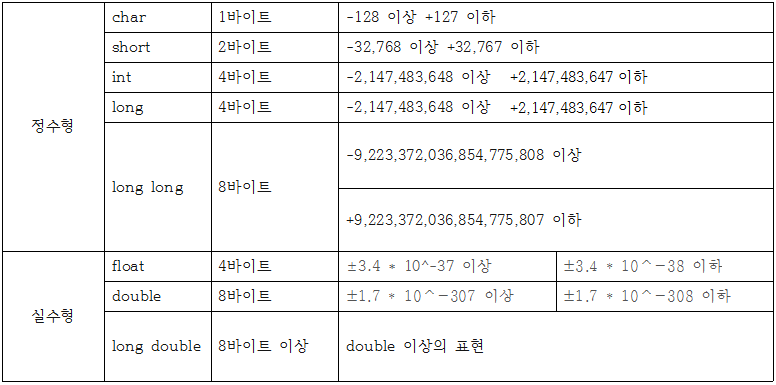 정수형
char 1바이트 -128 이상 +127 이하
short 2바이트 -32,768 이상 +32,767 이하
int 4바이트 -2,147,483,648 이상 +2,147,483,647 이하
long 4바이트 -2,147,483,648 이상 +2,147,483,647 이하
long long 8바이트 -9,223,372,036,854,775,808 이상
+9,223,372,036,854,775,807 이하
실수형
float 4바이트 ±3.4 * 10^-37 이상 ±3.4 * 10^-38 이하
double 8바이트 ±1.7 * 10^-307 이상 ±1.7 * 10^-308 이하
long double 8바이트 이상 double 이상의 표현